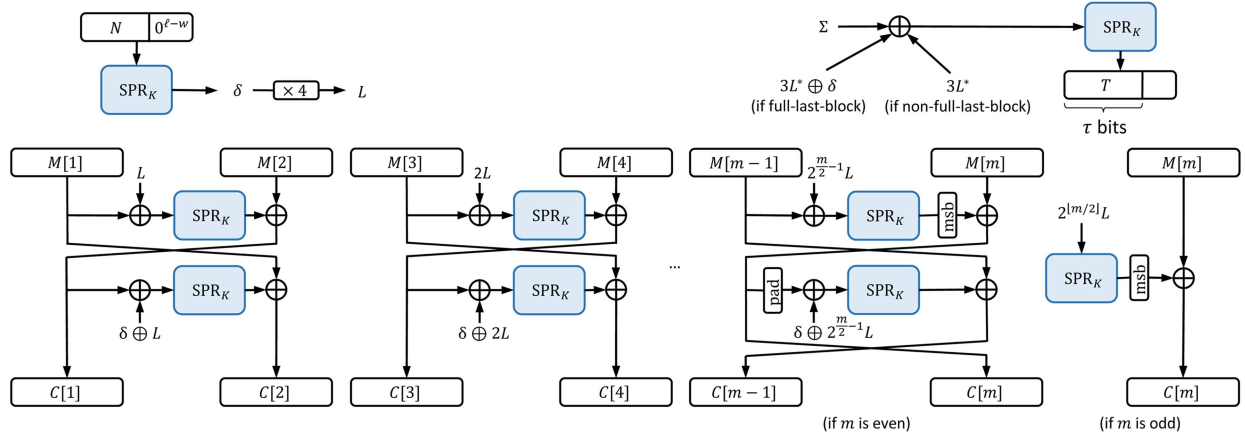 N 0^{ℓ−w}
SPR_K δ ×4 L
Σ ⊕ SPR_K
3L* ⊕ δ 3L* T
(if full-last-block) (if non-full-last-block)
τ bits
M[1] M[2] M[3] M[4] M[m − 1] M[m] M[m]
L 2L 2^{m/2−1}L
SPR_K SPR_K SPR_K msb
2^{⌊m/2⌋}L
...
SPR_K SPR_K pad SPR_K SPR_K msb
δ ⊕ L δ ⊕ 2L δ ⊕ 2^{m/2−1}L
C[1] C[2] C[3] C[4] C[m − 1] C[m] C[m]
(if m is even) (if m is odd)